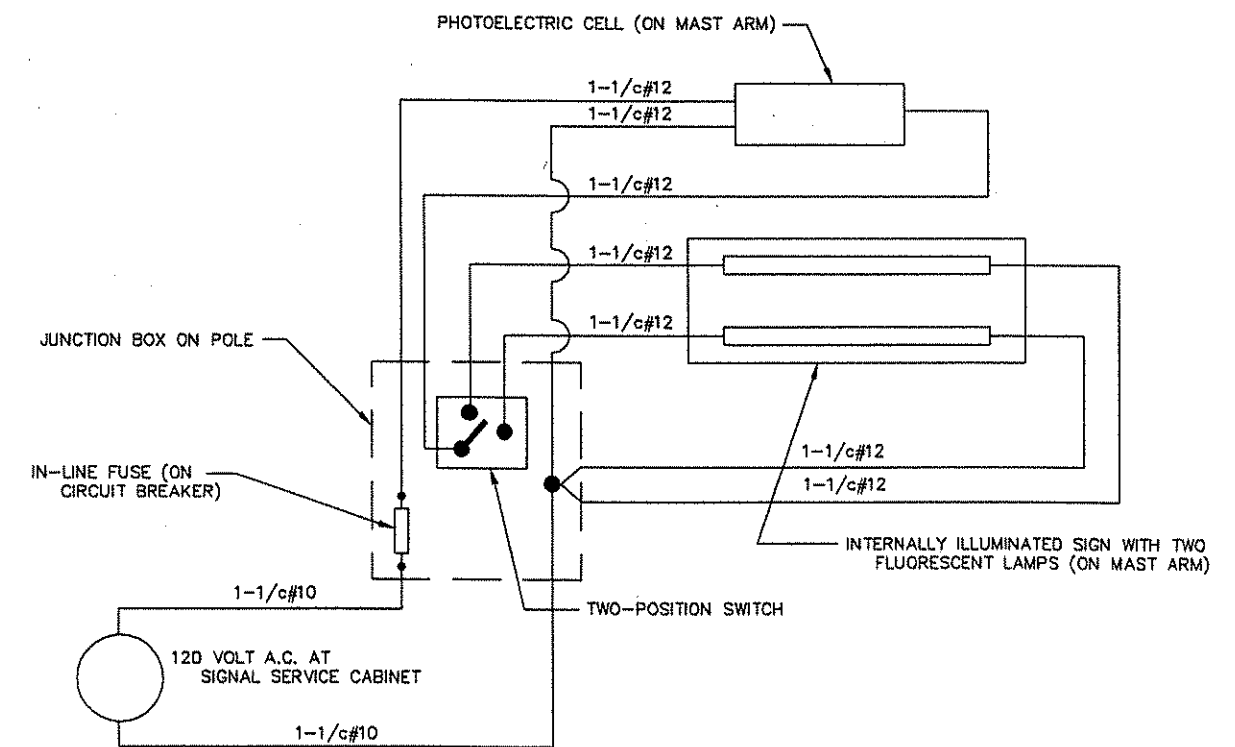 PHOTOELECTRIC CELL (ON MAST ARM)
1-1/c#12
1-1/c#12
1-1/c#12
1-1/c#12
1-1/c#12
JUNCTION BOX ON POLE
IN-LINE FUSE (ON
CIRCUIT BREAKER)
1-1/c#12
1-1/c#12
INTERNALLY ILLUMINATED SIGN WITH TWO
FLUORESCENT LAMPS (ON MAST ARM)
1-1/c#10
TWO-POSITION SWITCH
120 VOLT A.C. AT
SIGNAL SERVICE CABINET
1-1/c#10